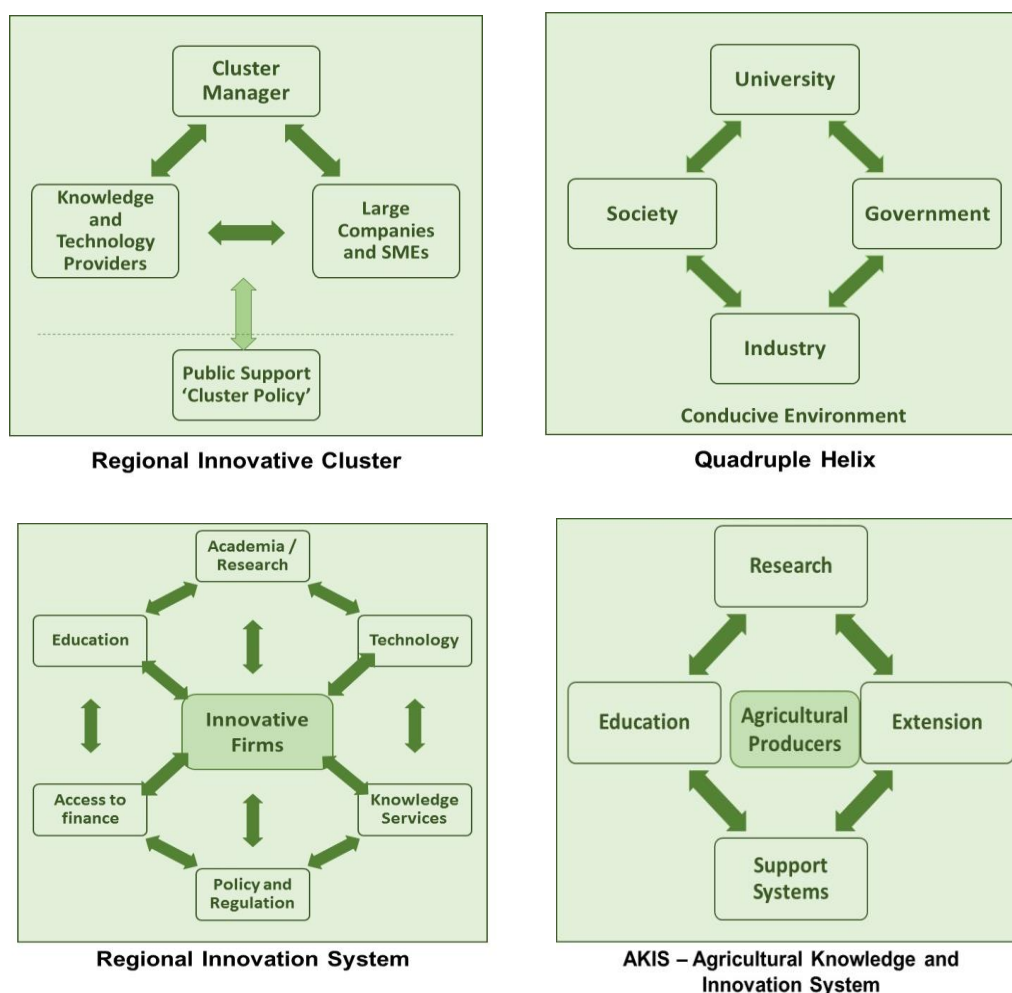 Cluster
Manager
Knowledge
and
Technology
Providers
Large
Companies
and SMEs
Public Support
‘Cluster Policy’
Regional Innovative Cluster
University
Society
Government
Industry
Conducive Environment
Quadruple Helix
Academia /
Research
Education
Technology
Innovative
Firms
Access to
finance
Knowledge
Services
Policy and
Regulation
Regional Innovation System
Research
Education
Agricultural
Producers
Extension
Support
Systems
AKIS – Agricultural Knowledge and
Innovation System